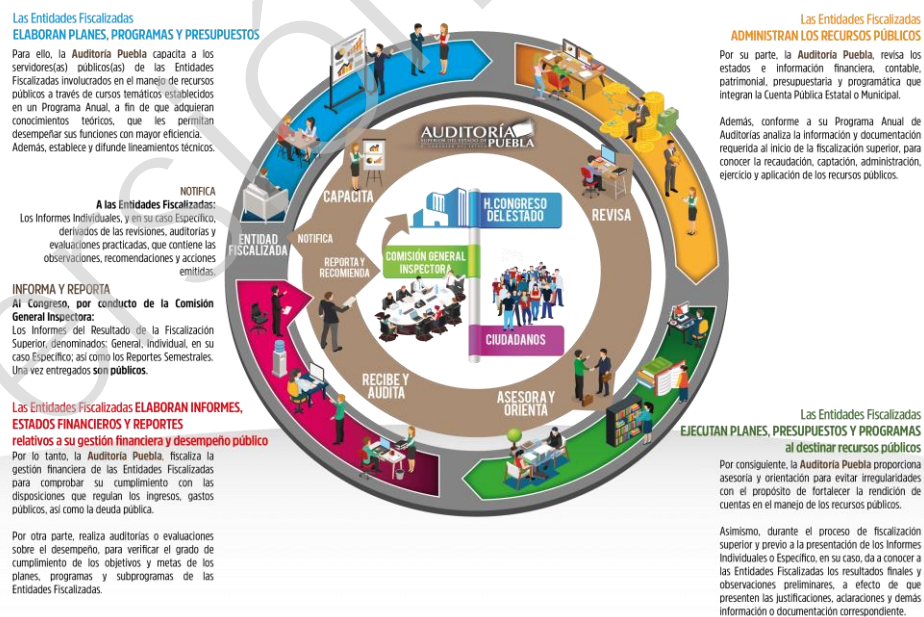 Las Entidades Fiscalizadas
ELABORAN PLANES, PROGRAMAS Y PRESUPUESTOS
Para ello, la Auditoría Puebla capacita a los
servidores(as) públicos(as) de las Entidades
Fiscalizadas involucrados en el manejo de recursos
públicos a través de cursos temáticos establecidos
en un Programa Anual, a fin de que adquieran
conocimientos teóricos, que les permitan
desempeñar sus funciones con mayor eficiencia.
Además, establece y difunde lineamientos técnicos.
NOTIFICA
A las Entidades Fiscalizadas:
Los Informes Individuales, y en su caso Específico,
derivados de las revisiones, auditorías y
evaluaciones practicadas, que contiene las
observaciones, recomendaciones y acciones
emitidas.
INFORMA Y REPORTA
Al Congreso, por conducto de la Comisión
General Inspectora:
Los Informes del Resultado de la Fiscalización
Superior, denominados: General, Individual, en su
caso Específico; así como los Reportes Semestrales.
Una vez entregados son públicos.
Las Entidades Fiscalizadas ELABORAN INFORMES,
ESTADOS FINANCIEROS Y REPORTES
relativos a su gestión financiera y desempeño público
Por lo tanto, la Auditoría Puebla, fiscaliza la
gestión financiera de las Entidades Fiscalizadas
para comprobar su cumplimiento con las
disposiciones que regulan los ingresos, gastos
públicos, así como la deuda pública.
Por otra parte, realiza auditorías o evaluaciones
sobre el desempeño, para verificar el grado de
cumplimiento de los objetivos y metas de los
planes, programas y subprogramas de las
Entidades Fiscalizadas.
AUDITORÍA
SUPERIOR DEL ESTADO DE PUEBLA
CAPACITA
REVISA
ENTIDAD
FISCALIZADA
NOTIFICA
REPORTA Y
RECOMIENDA
H. CONGRESO
DEL ESTADO
COMISIÓN GENERAL
INSPECTORA
CIUDADANOS
RECIBE Y
AUDITA
ASESORA Y
ORIENTA
Las Entidades Fiscalizadas
ADMINISTRAN LOS RECURSOS PÚBLICOS
Por su parte, la Auditoría Puebla, revisa los
estados e información financiera, contable,
patrimonial, presupuestaria y programática que
integran la Cuenta Pública Estatal o Municipal.
Además, conforme a su Programa Anual de
Auditorías analiza la información y documentación
requerida al inicio de la fiscalización superior, para
conocer la recaudación, captación, administración,
ejercicio y aplicación de los recursos públicos.
Las Entidades Fiscalizadas
EJECUTAN PLANES, PRESUPUESTOS Y PROGRAMAS
al destinar recursos públicos
Por consiguiente, la Auditoría Puebla proporciona
asesoría y orientación para evitar irregularidades
con el propósito de fortalecer la rendición de
cuentas en el manejo de los recursos públicos.
Asimismo, durante el proceso de fiscalización
superior y previo a la presentación de los Informes
Individuales o Específico, en su caso, da a conocer a
las Entidades Fiscalizadas los resultados finales y
observaciones preliminares, a efecto de que
presenten las justificaciones, aclaraciones y demás
información o documentación correspondiente.